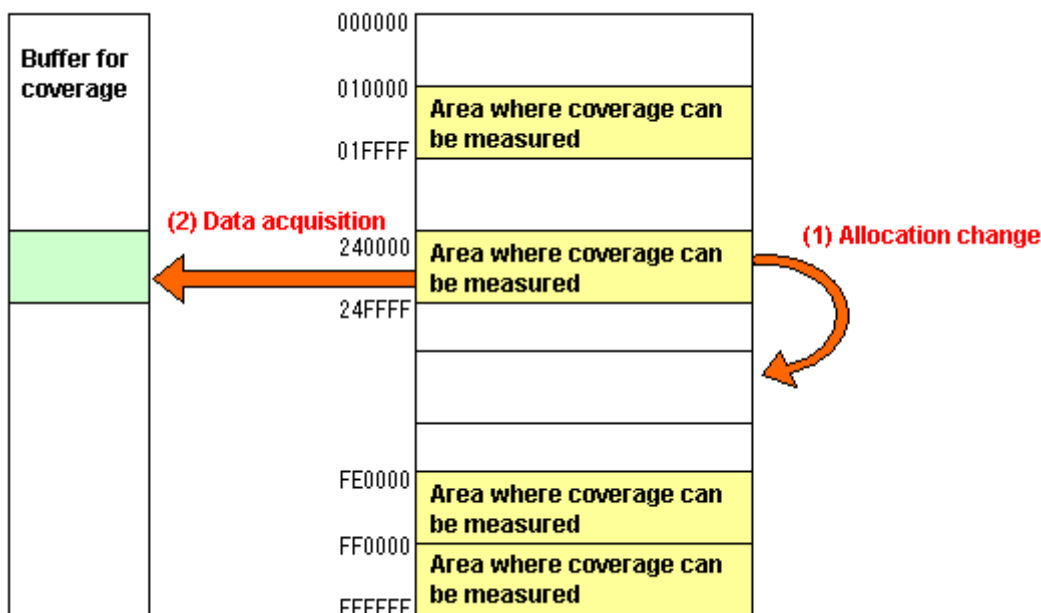 Buffer for
coverage
000000
010000
Area where coverage can
be measured
01FFFF
(2) Data acquisition
240000
Area where coverage can
be measured
(1) Allocation change
24FFFF
FE0000
Area where coverage can
be measured
FF0000
Area where coverage can
be measured
FFFFFF